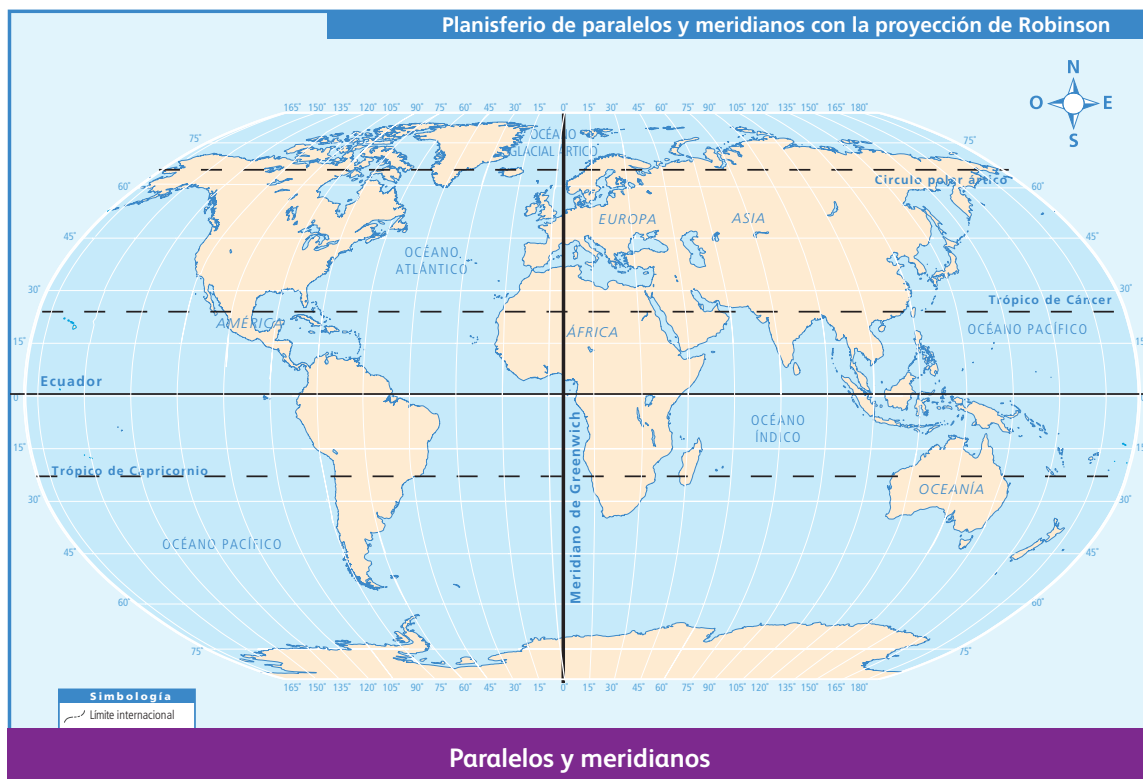 Planisferio de paralelos y meridianos con la proyección de Robinson
N
O E
S
165° 150° 120° 105° 90° 75° 60° 45° 30° 15° 0° 15° 30° 45° 60° 75° 90° 105° 120° 135° 165° 180°
OCÉANO
GLACIAL ÁRTICO
75° 75°
Círculo polar ártico
60° 60°
EUROPA ASIA
45° 45°
OCÉANO
ATLÁNTICO
30° 30°
Trópico de Cáncer
AMÉRICA ÁFRICA OCÉANO PACÍFICO
15° 15
Ecuador
0° 0°
OCÉANO
ÍNDICO
15° 15°
Trópico de Capricornio
OCEANÍA
30° 30°
Meridiano de Greenwich
OCÉANO PACÍFICO
45° 45°
60° 60°
75° 75°
165° 150° 135° 120° 105° 90° 75° 60° 45° 30° 15° 0° 15° 30° 45° 60° 75° 90° 105° 120° 135° 165° 180°
Simbología
Límite internacional
Paralelos y meridianos